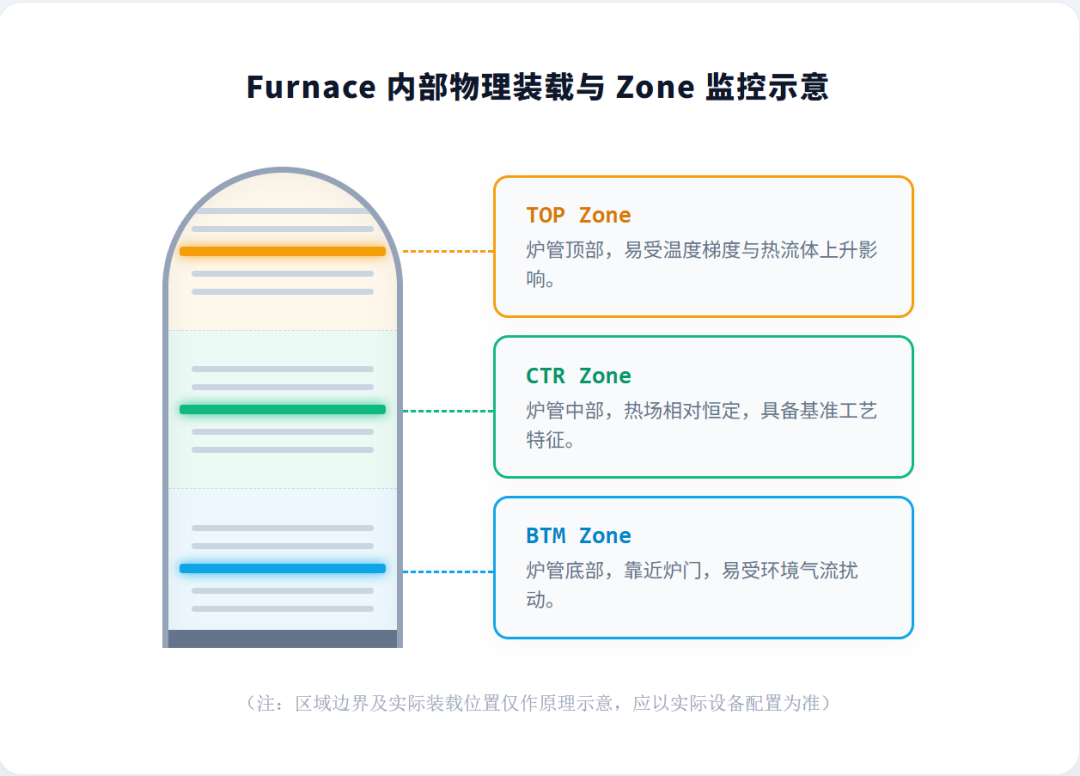 Furnace 内部物理装载与 Zone 监控示意
TOP Zone
炉管顶部，易受温度梯度与热流体上升影
响。
CTR Zone
炉管中部，热场相对恒定，具备基准工艺
特征。
BTM Zone
炉管底部，靠近炉门，易受环境气流扰
动。
（注：区域边界及实际装载位置仅作原理示意，应以实际设备配置为准）